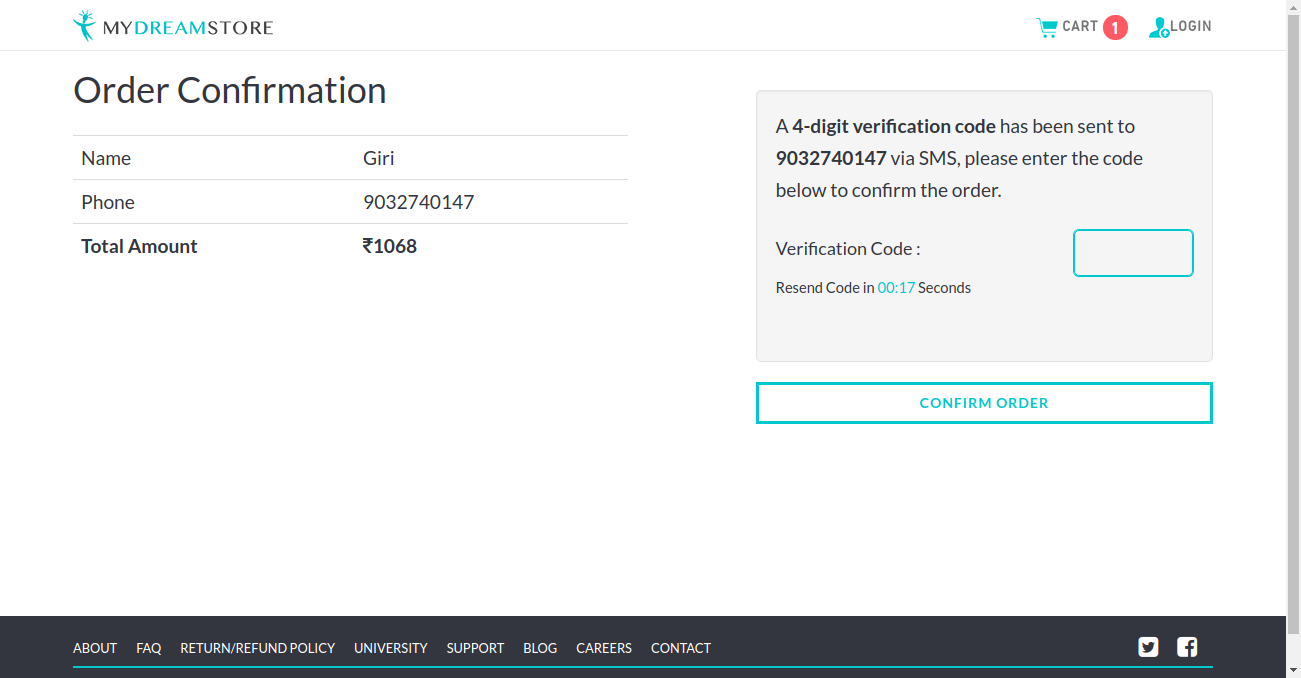 MYDREAMSTORE
CART 1
LOGIN
Order Confirmation
Name Giri
Phone 9032740147
Total Amount ₹1068
A 4-digit verification code has been sent to
9032740147 via SMS, please enter the code
below to confirm the order.
Verification Code :
Resend Code in 00:17 Seconds
CONFIRM ORDER
ABOUT FAQ RETURN/REFUND POLICY UNIVERSITY SUPPORT BLOG CAREERS CONTACT